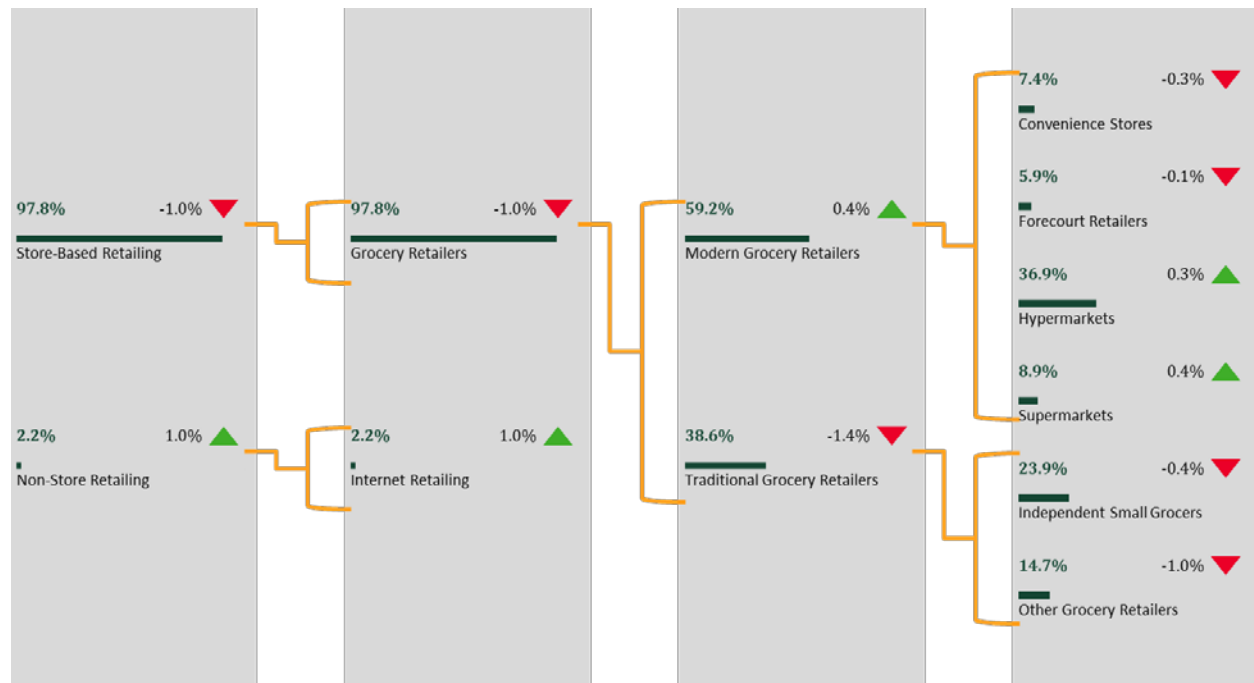 97.8% -1.0%
Store-Based Retailing
2.2% 1.0%
Non-Store Retailing
97.8% -1.0%
Grocery Retailers
2.2% 1.0%
Internet Retailing
59.2% 0.4%
Modern Grocery Retailers
38.6% -1.4%
Traditional Grocery Retailers
7.4% -0.3%
Convenience Stores
5.9% -0.1%
Forecourt Retailers
36.9% 0.3%
Hypermarkets
8.9% 0.4%
Supermarkets
23.9% -0.4%
Independent Small Grocers
14.7% -1.0%
Other Grocery Retailers